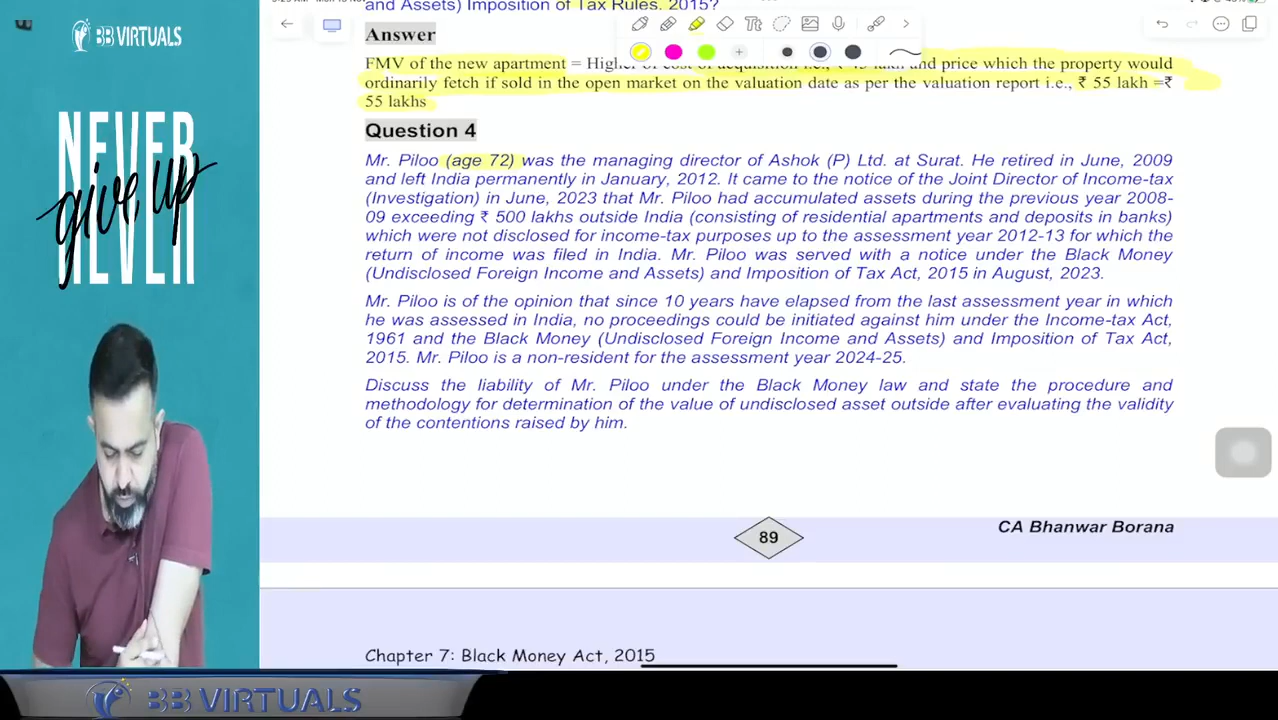 and Assets) Imposition of Tax Rules, 2015?
BB VIRTUALS
Answer
FMV of the new apartment = Higher of cost of acquisition i.e., ₹ 45 lakh and price which the property would
ordinarily fetch if sold in the open market on the valuation date as per the valuation report i.e., ₹ 55 lakh =₹
55 lakhs
NEVER
give up
NEVER
Question 4
Mr. Piloo (age 72) was the managing director of Ashok (P) Ltd. at Surat. He retired in June, 2009
and left India permanently in January, 2012. It came to the notice of the Joint Director of Income-tax
(Investigation) in June, 2023 that Mr. Piloo had accumulated assets during the previous year 2008-
09 exceeding ₹ 500 lakhs outside India (consisting of residential apartments and deposits in banks)
which were not disclosed for income-tax purposes up to the assessment year 2012-13 for which the
return of income was filed in India. Mr. Piloo was served with a notice under the Black Money
(Undisclosed Foreign Income and Assets) and Imposition of Tax Act, 2015 in August, 2023.
Mr. Piloo is of the opinion that since 10 years have elapsed from the last assessment year in which
he was assessed in India, no proceedings could be initiated against him under the Income-tax Act,
1961 and the Black Money (Undisclosed Foreign Income and Assets) and Imposition of Tax Act,
2015. Mr. Piloo is a non-resident for the assessment year 2024-25.
Discuss the liability of Mr. Piloo under the Black Money law and state the procedure and
methodology for determination of the value of undisclosed asset outside after evaluating the validity
of the contentions raised by him.
89
CA Bhanwar Borana
Chapter 7: Black Money Act, 2015
BB VIRTUALS